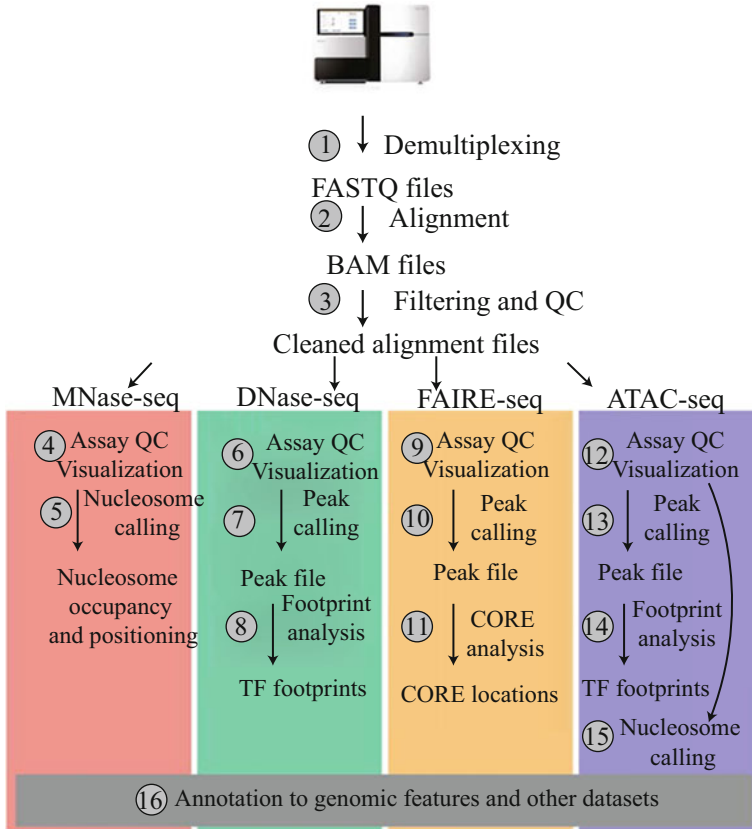 1 Demultiplexing
FASTQ files
2 Alignment
BAM files
3 Filtering and QC
Cleaned alignment files
MNase-seq
4 Assay QC
Visualization
5 Nucleosome
calling
Nucleosome
occupancy
and positioning
DNase-seq
6 Assay QC
Visualization
7 Peak
calling
Peak file
8 Footprint
analysis
TF footprints
FAIRE-seq
9 Assay QC
Visualization
10 Peak
calling
Peak file
11 CORE
analysis
CORE locations
ATAC-seq
12 Assay QC
Visualization
13 Peak
calling
Peak file
14 Footprint
analysis
TF footprints
15 Nucleosome
calling
16 Annotation to genomic features and other datasets